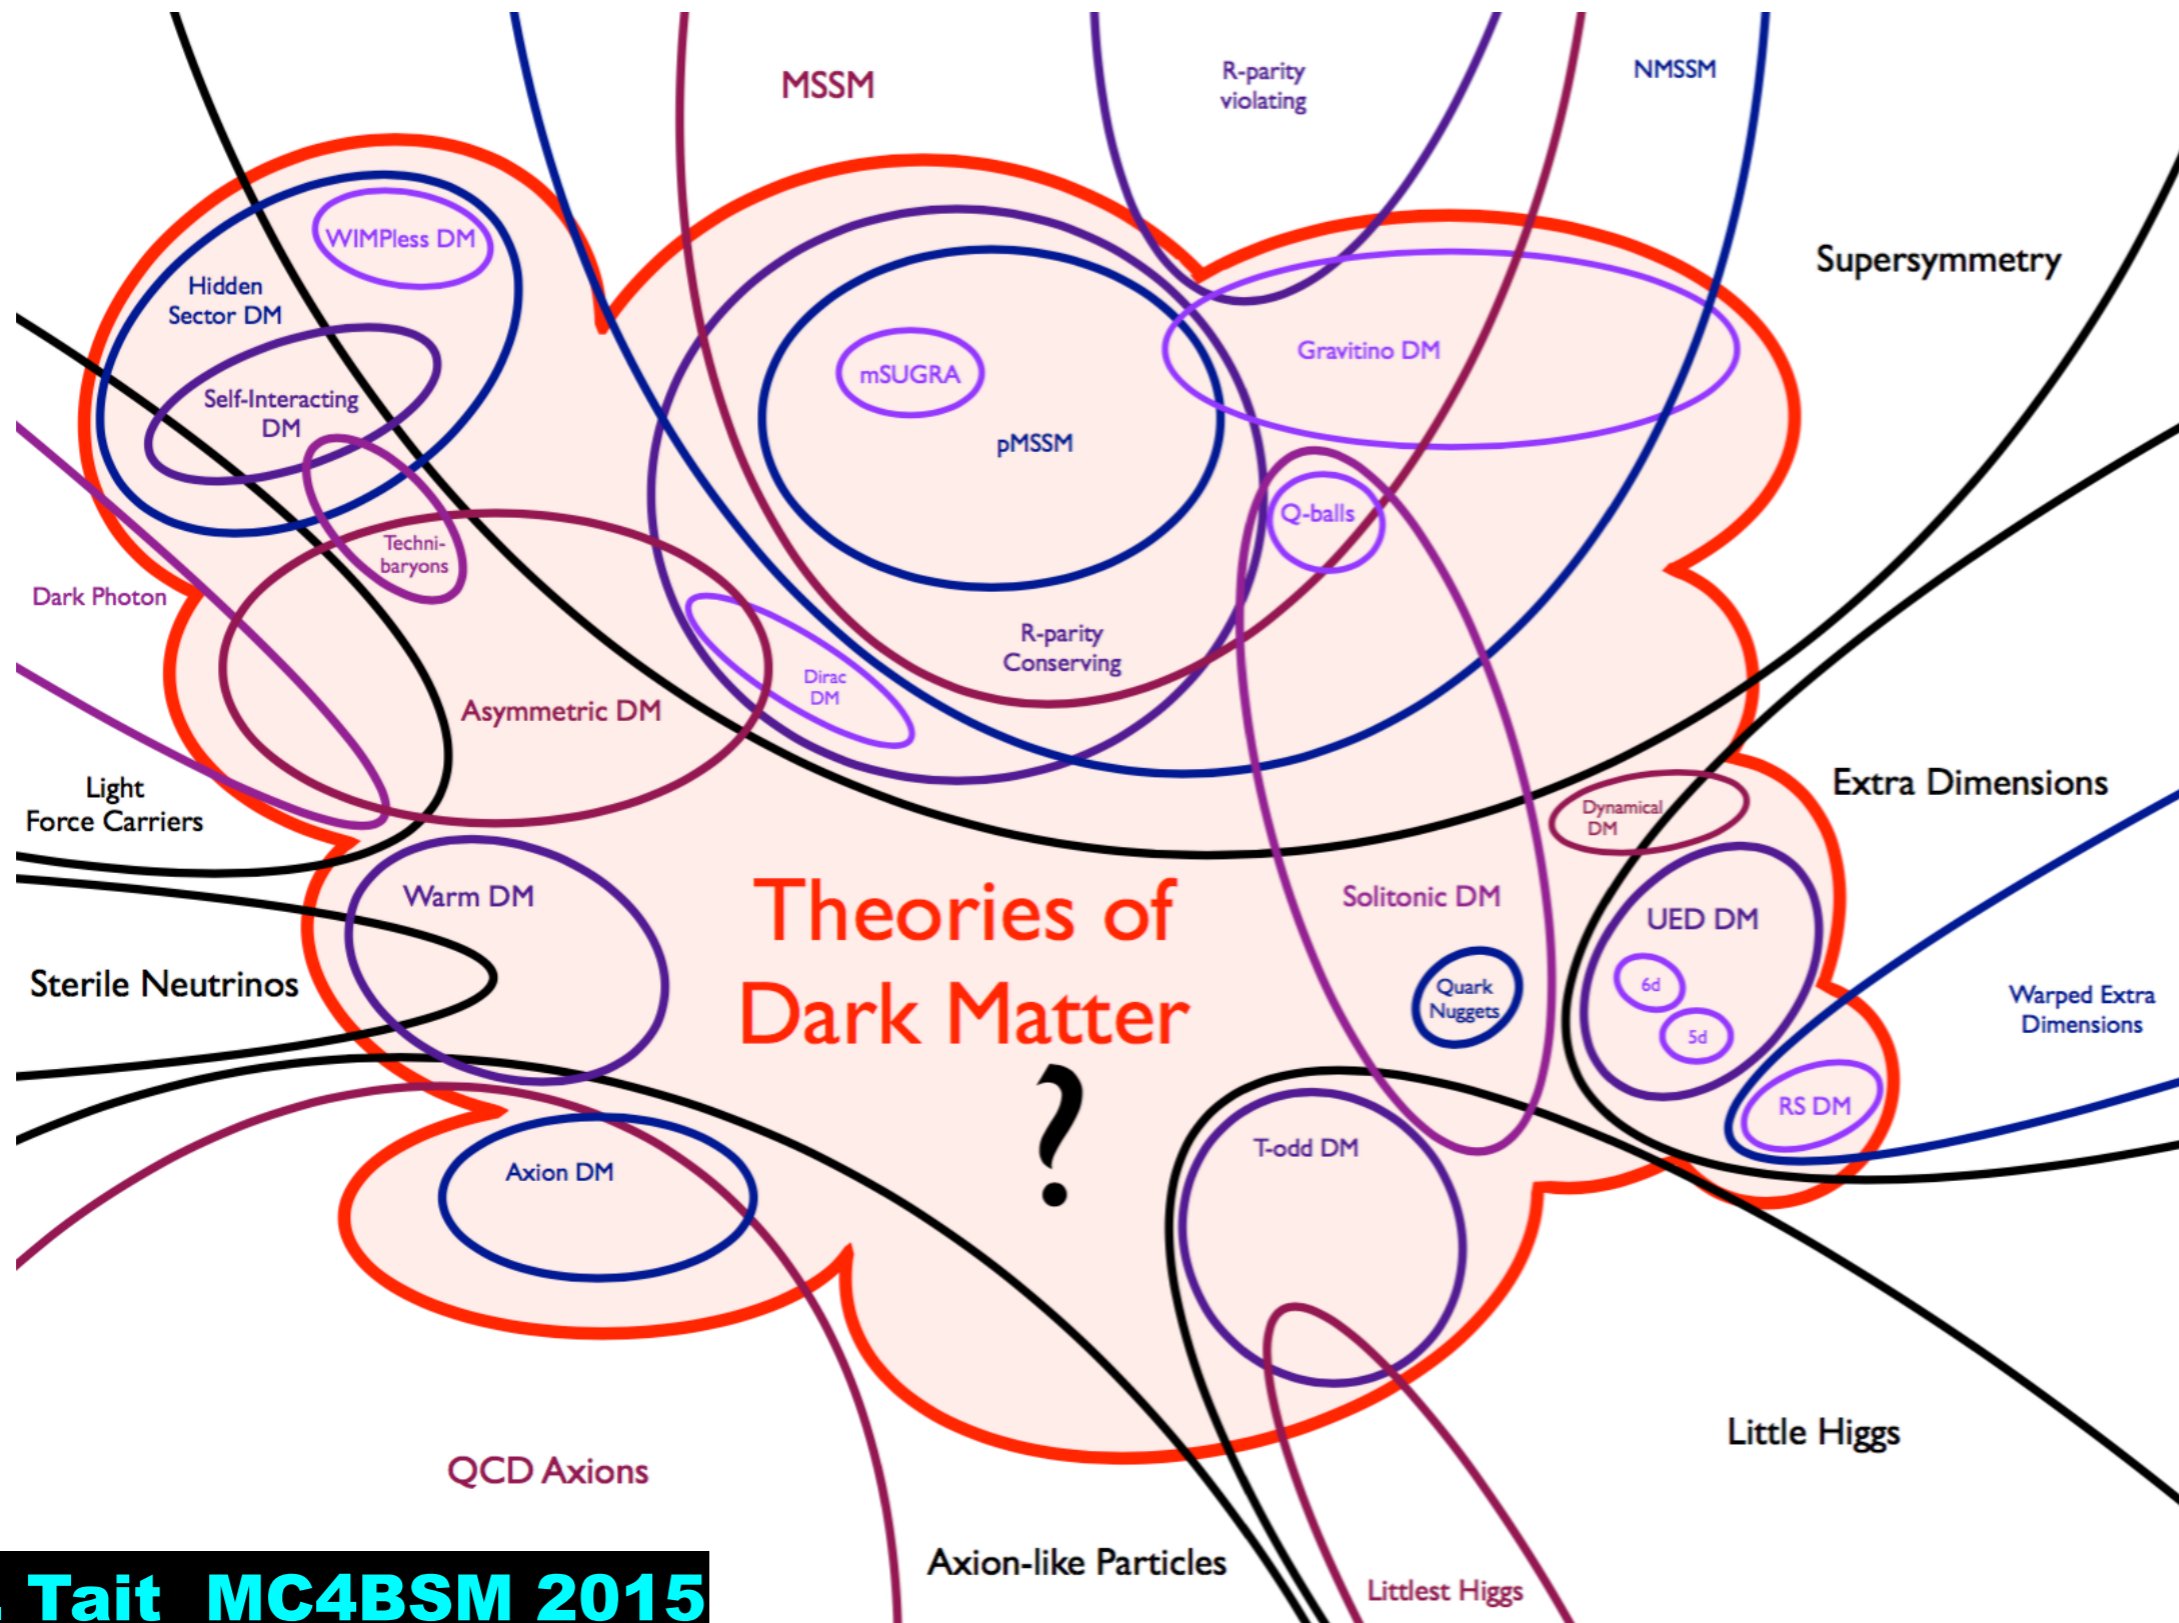 MSSM
R-parity
violating
NMSSM
WIMPless DM
Hidden
Sector DM
Supersymmetry
Gravitino DM
mSUGRA
Self-Interacting
DM
pMSSM
Q-balls
Techni-
baryons
Dark Photon
R-parity
Conserving
Dirac
DM
Asymmetric DM
Light
Force Carriers
Extra Dimensions
Dynamical
DM
Warm DM
Theories of
Dark Matter
?
Solitonic DM
UED DM
Sterile Neutrinos
Quark
Nuggets
6d
5d
Warped Extra
Dimensions
RS DM
T-odd DM
Axion DM
Little Higgs
QCD Axions
Axion-like Particles
Littlest Higgs
. Tait MC4BSM 2015